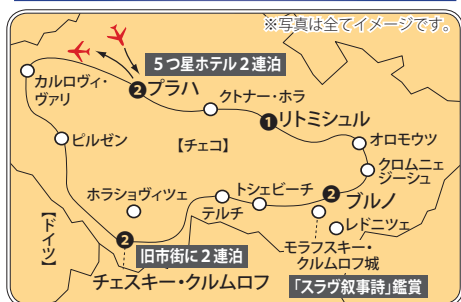 ※写真は全てイメージです。
5つ星ホテル2連泊
❷プラハ
カルロヴィ・
ヴァリ
クトナー・ホラ
❶リトミシュル
ピルゼン
【チェコ】
オロモウツ
クロムニェ
ジーシュ
ホラショヴィツェ
トシェビーチ
❷
ブルノ
テルチ
レドニツェ
【ドイツ】
❷
旧市街に2連泊
モラフスキー・
クルムロフ城
チェスキー・クルムロフ
「スラヴ叙事詩」鑑賞